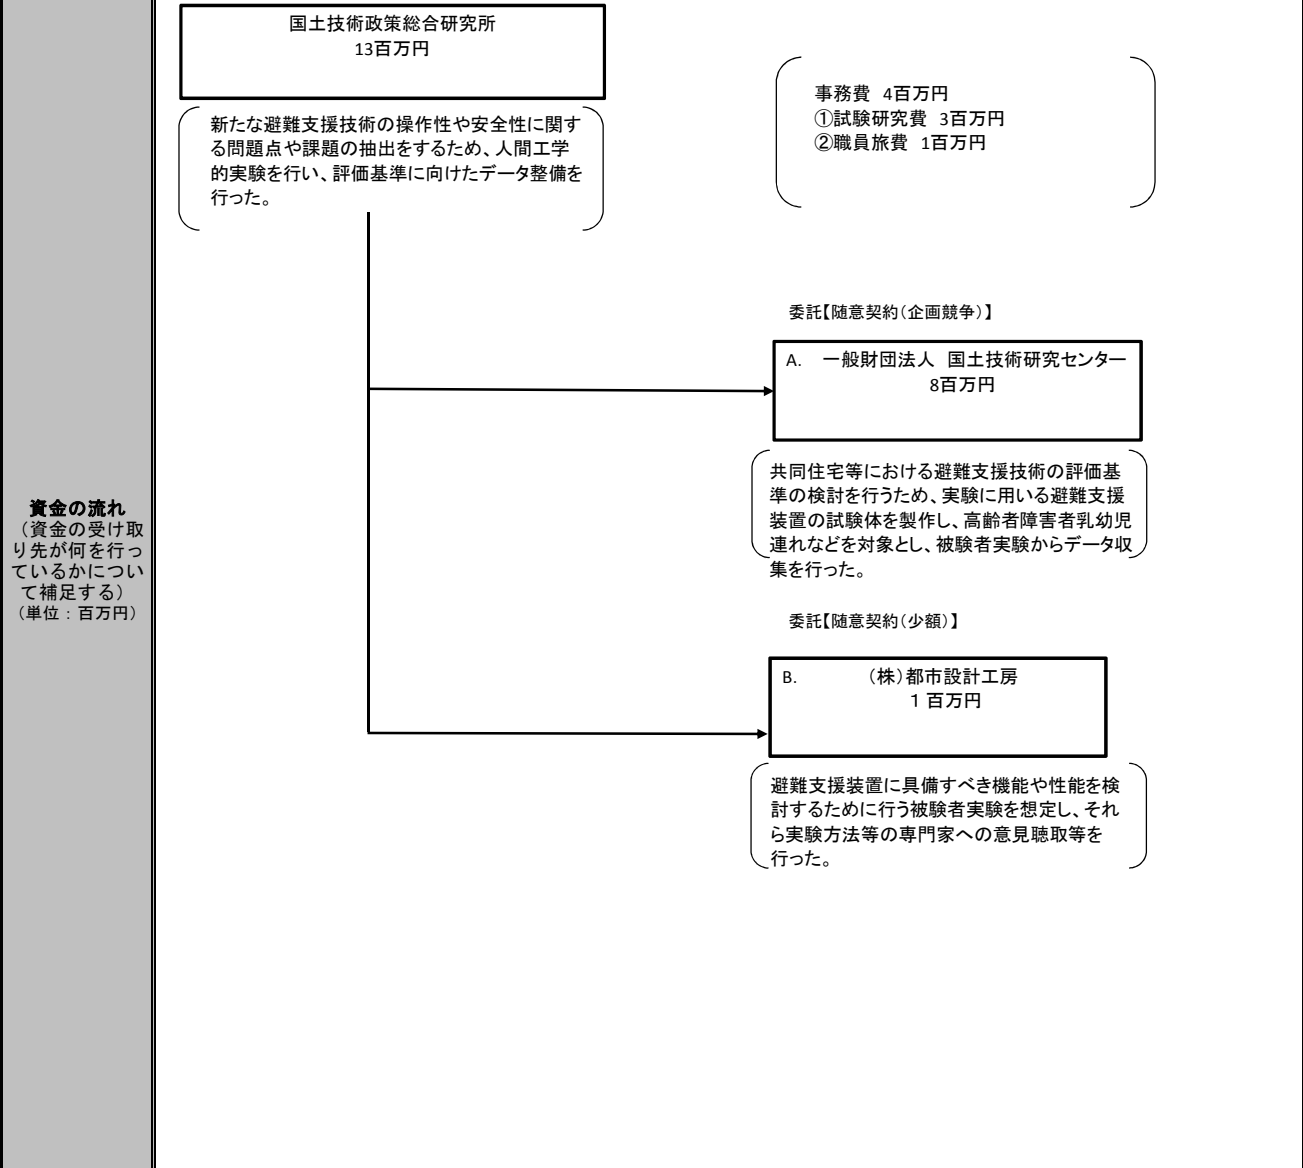 資金の流れ
（資金の受け取
り先が何を行っ
ているかについ
て補足する）
（単位：百万円）
国土技術政策総合研究所
13百万円
新たな避難支援技術の操作性や安全性に関す
る問題点や課題の抽出をするため、人間工学
的実験を行い、評価基準に向けたデータ整備を
行った。
事務費 4百万円
①試験研究費 3百万円
②職員旅費 1百万円
委託【随意契約（企画競争）】
A. 一般財団法人 国土技術研究センター
8百万円
共同住宅等における避難支援技術の評価基
準の検討を行うため、実験に用いる避難支援
装置の試験体を製作し、高齢者障害者乳幼児
連れなどを対象とし、被験者実験からデータ収
集を行った。
委託【随意契約（少額）】
B. （株）都市設計工房
１百万円
避難支援装置に具備すべき機能や性能を検
討するために行う被験者実験を想定し、それ
ら実験方法等の専門家への意見聴取等を
行った。